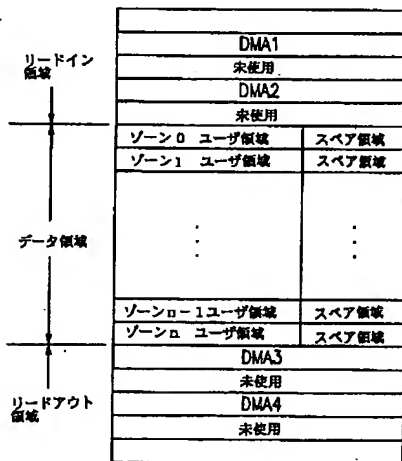 DMA1
リードイン
領域
未使用
DMA2
未使用
ゾーン0 ユーザ領域 スペア領域
ゾーン1 ユーザ領域 スペア領域
データ領域
ゾーンn-1ユーザ領域 スペア領域
ゾーンn ユーザ領域 スペア領域
DMA3
未使用
リードアウト
領域
DMA4
未使用